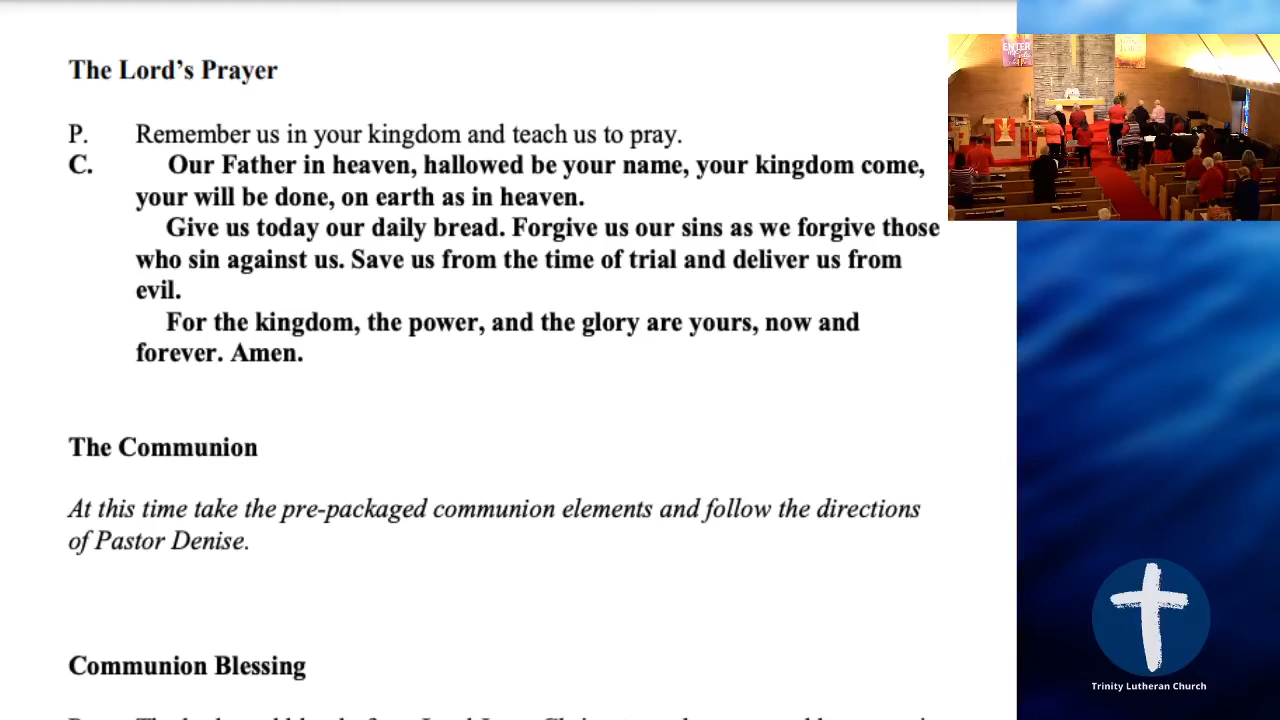 The Lord’s Prayer
P. Remember us in your kingdom and teach us to pray.
C. Our Father in heaven, hallowed be your name, your kingdom come,
your will be done, on earth as in heaven.
Give us today our daily bread. Forgive us our sins as we forgive those
who sin against us. Save us from the time of trial and deliver us from
evil.
For the kingdom, the power, and the glory are yours, now and
forever. Amen.
The Communion
At this time take the pre-packaged communion elements and follow the directions
of Pastor Denise.
Communion Blessing
ENTER
Trinity Lutheran Church